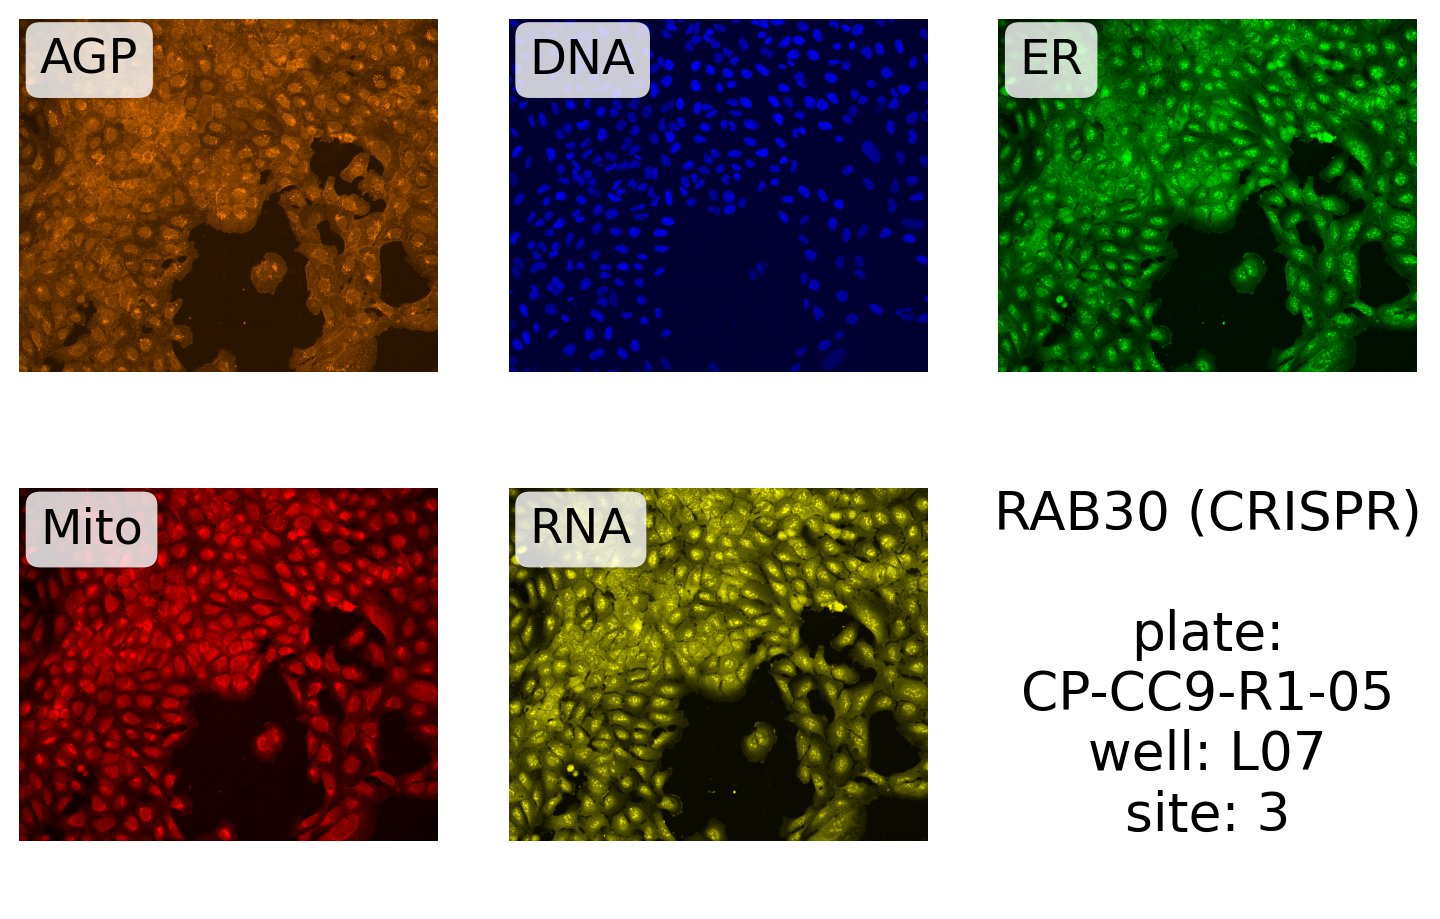 AGP
DNA
ER
Mito
RNA
RAB30 (CRISPR)
plate:
CP-CC9-R1-05
well: L07
site: 3